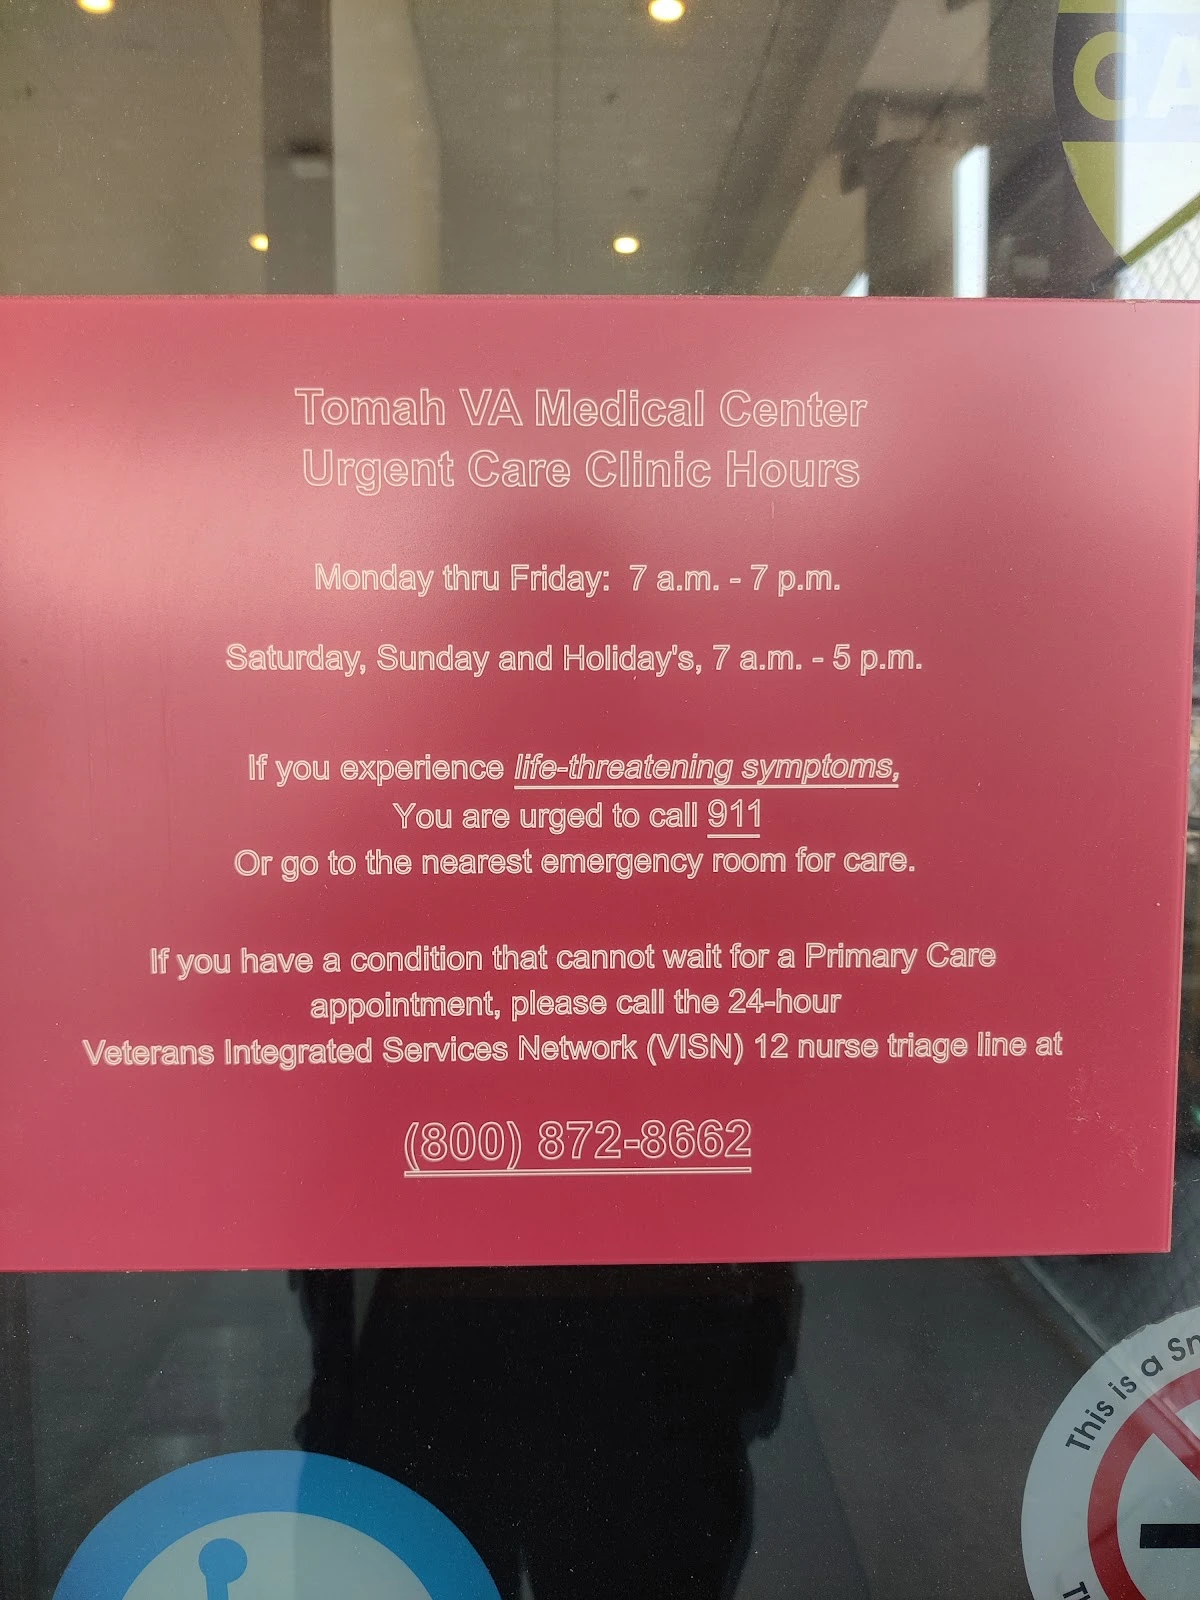 CA
Tomah VA Medical Center
Urgent Care Clinic Hours
Monday thru Friday:  7 a.m. - 7 p.m.
Saturday, Sunday and Holiday's, 7 a.m. - 5 p.m.
If you experience life-threatening symptoms,
You are urged to call 911
Or go to the nearest emergency room for care.
If you have a condition that cannot wait for a Primary Care
appointment, please call the 24-hour
Veterans Integrated Services Network (VISN) 12 nurse triage line at
(800) 872-8662
This is a